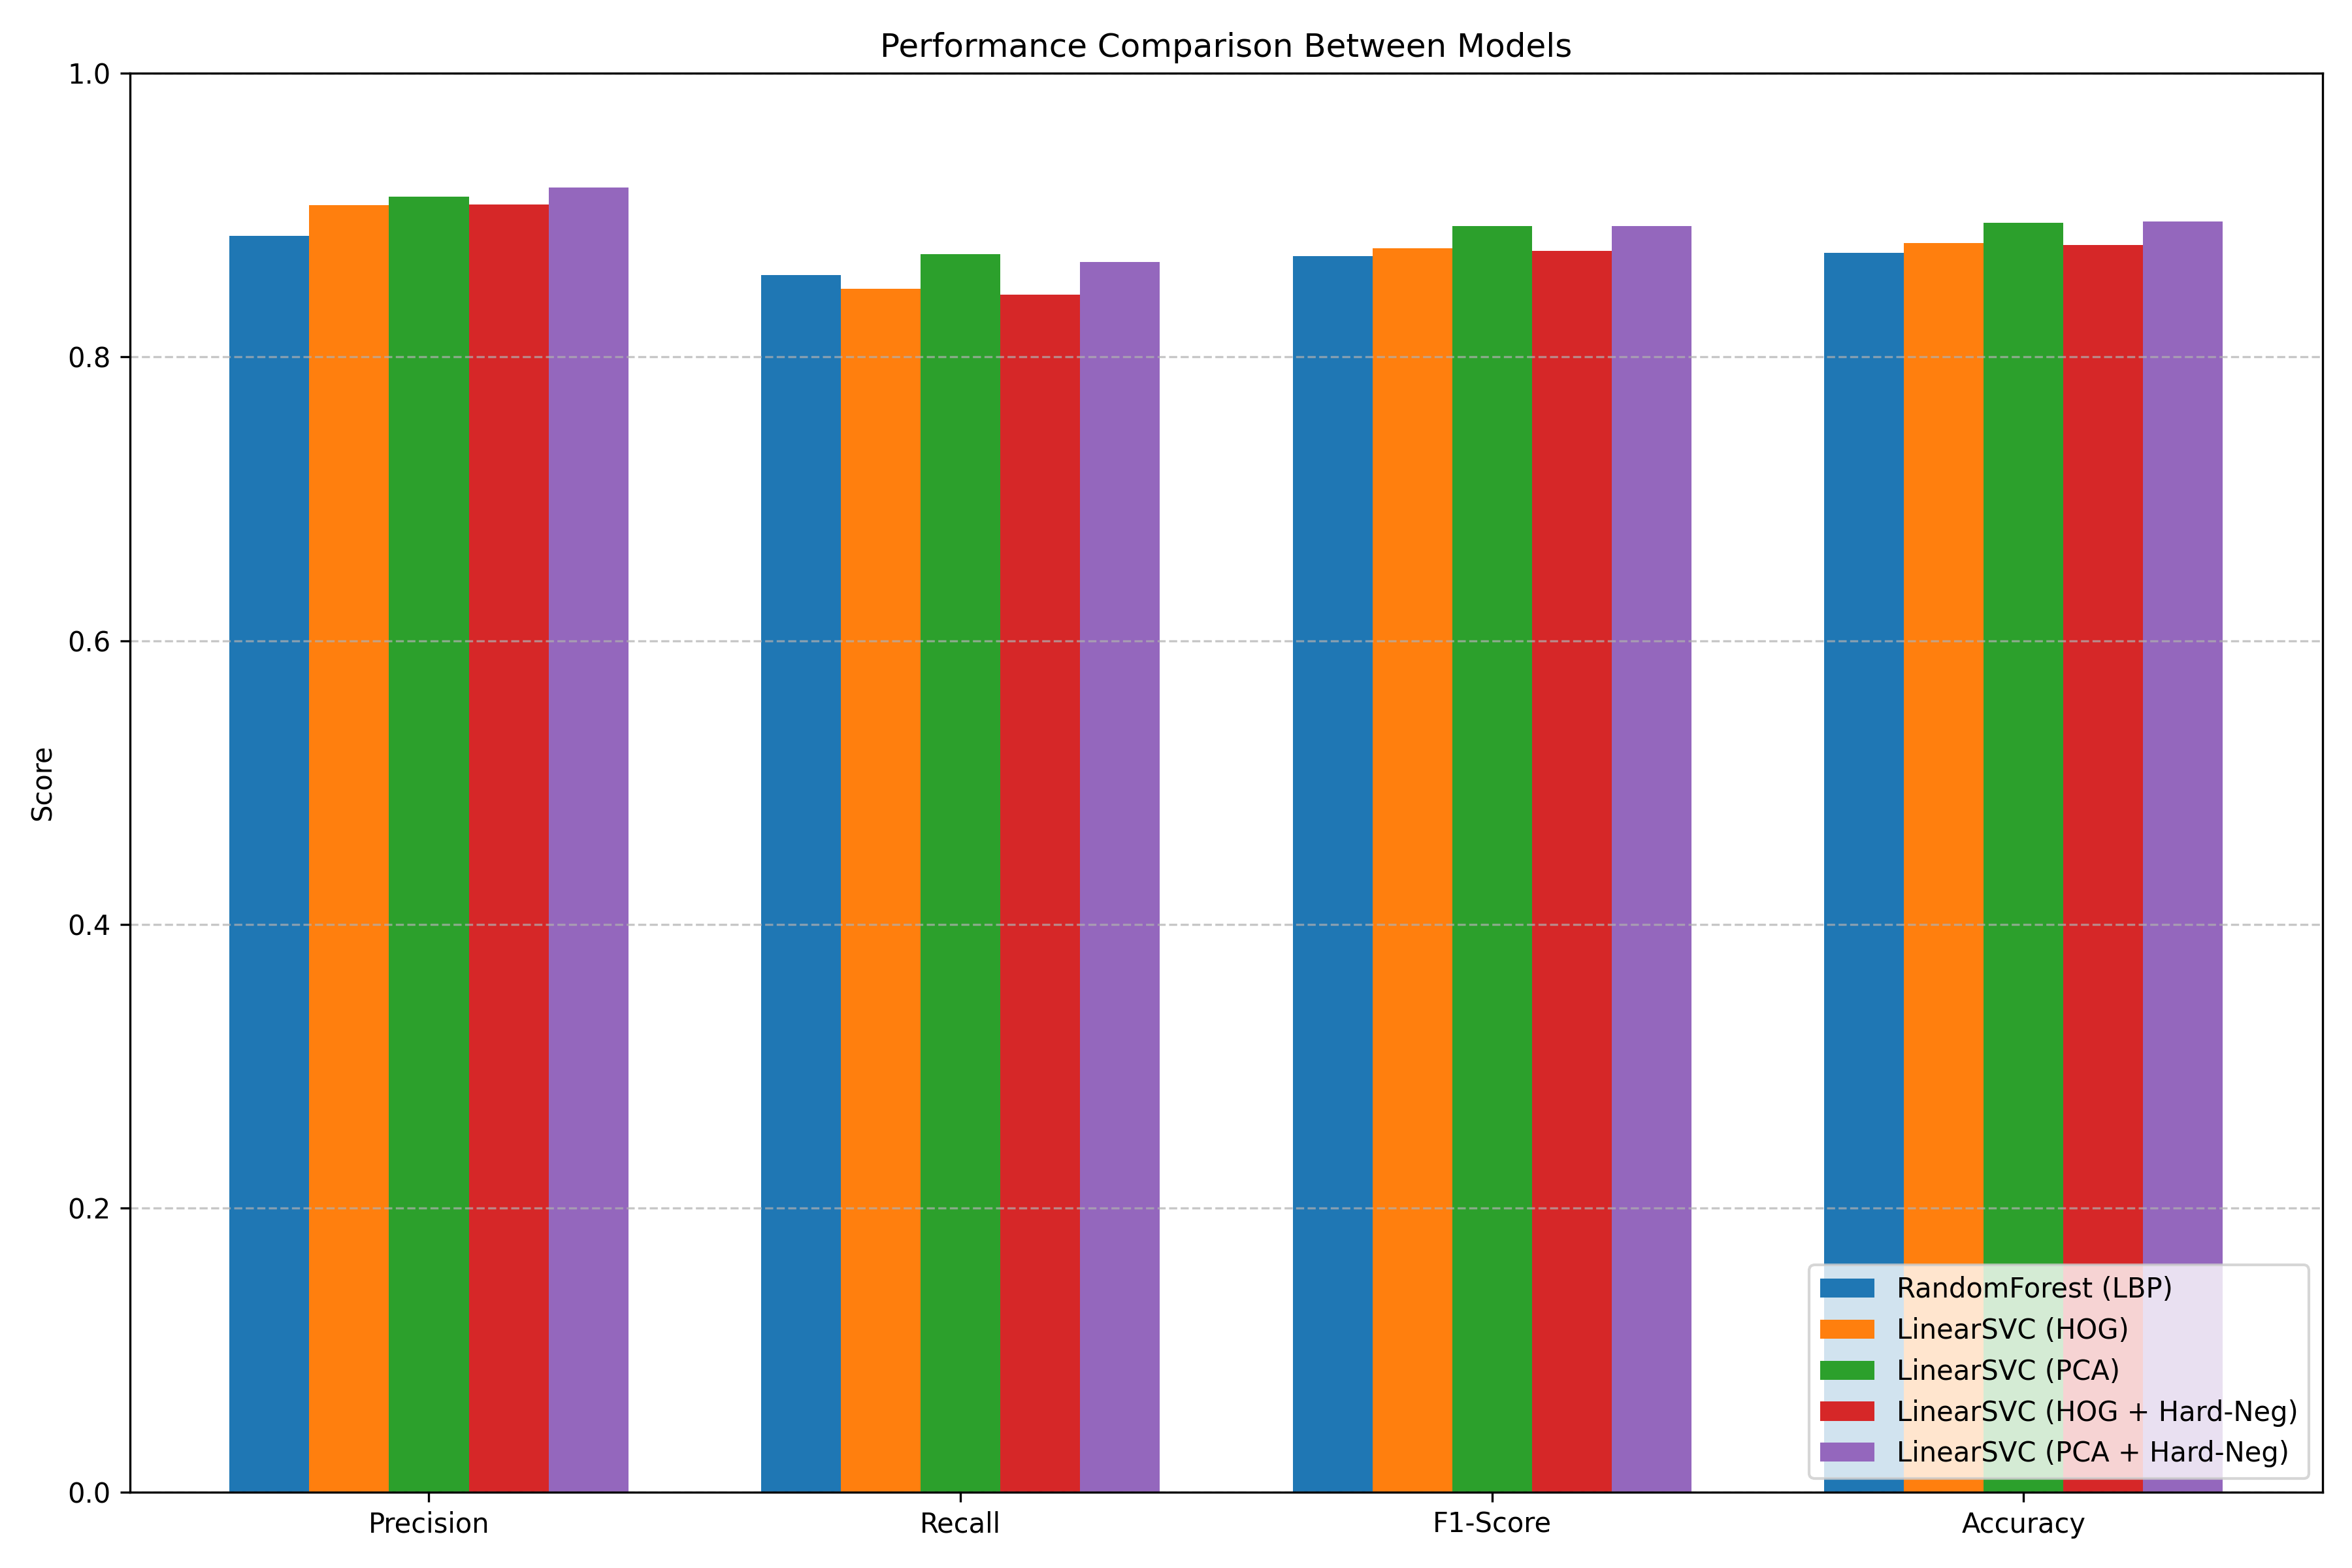 Performance Comparison Between Models
1.0
0.8
0.6
0.4
0.2
0.0
Score
Precision
Recall
F1-Score
Accuracy
RandomForest (LBP)
LinearSVC (HOG)
LinearSVC (PCA)
LinearSVC (HOG + Hard-Neg)
LinearSVC (PCA + Hard-Neg)